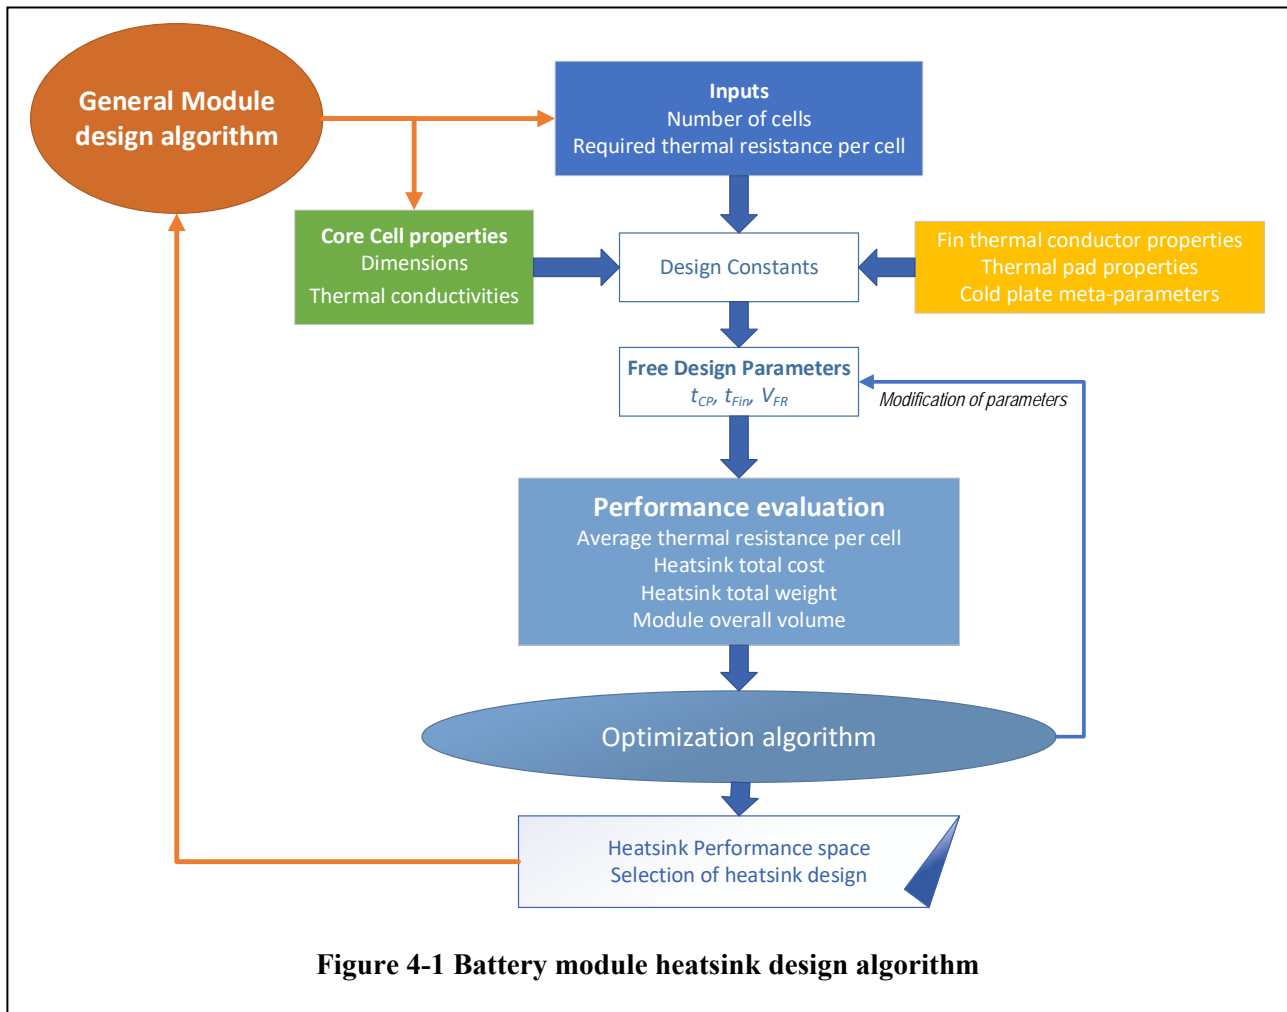 General Module
design algorithm
Inputs
Number of cells
Required thermal resistance per cell
Core Cell properties
Dimensions
Thermal conductivities
Design Constants
Fin thermal conductor properties
Thermal pad properties
Cold plate meta-parameters
Free Design Parameters
t_CP, t_Fin, V_FR
Modification of parameters
Performance evaluation
Average thermal resistance per cell
Heatsink total cost
Heatsink total weight
Module overall volume
Optimization algorithm
Heatsink Performance space
Selection of heatsink design
Figure 4-1 Battery module heatsink design algorithm